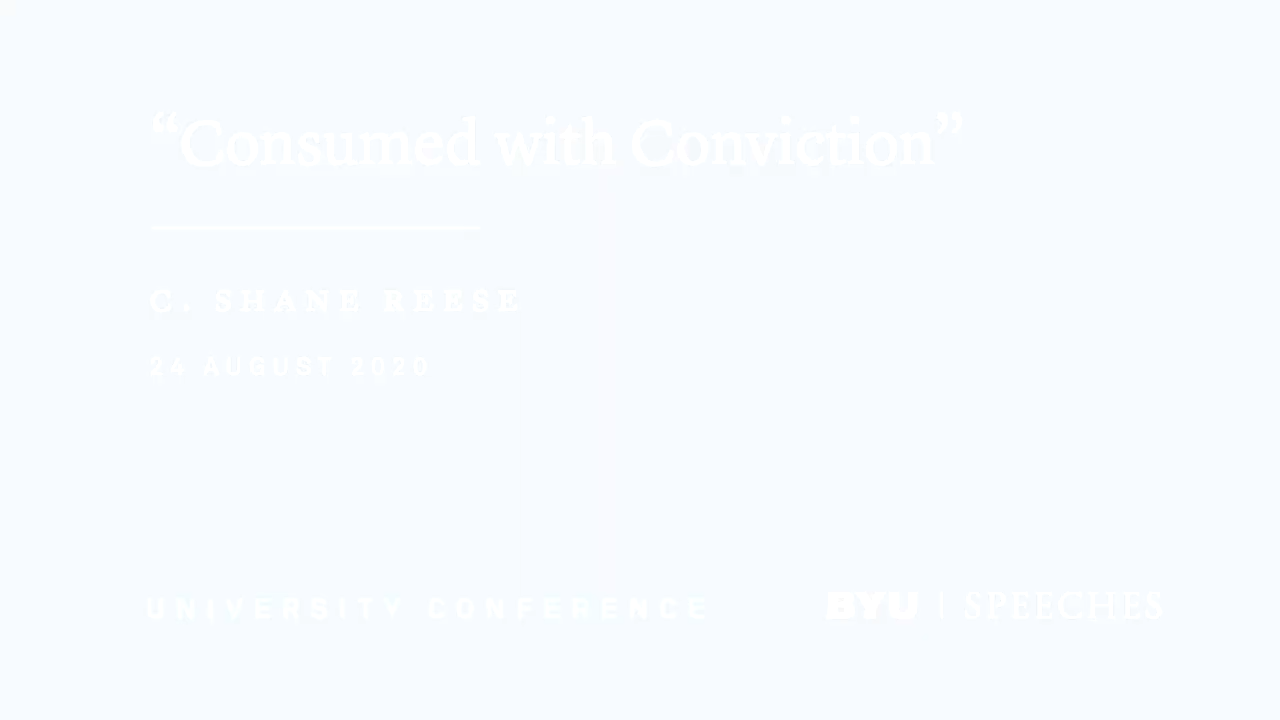 “Consumed with Conviction”
C. SHANE REESE
24 AUGUST 2020
UNIVERSITY CONFERENCE
BYU | SPEECHES